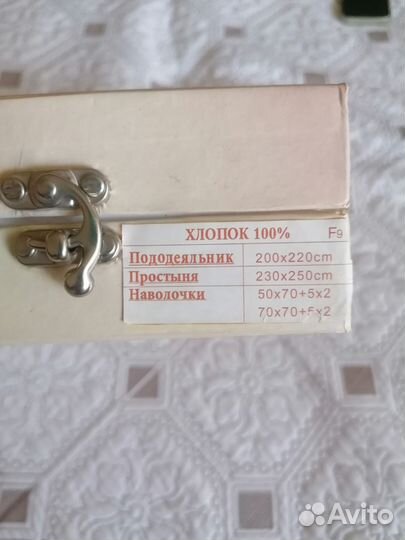 ХЛОПОК 100% F9
Пододеяльник 200x220cm
Простыня 230x250cm
Наволочки 50x70+5x2
70x70+5x2
Avito